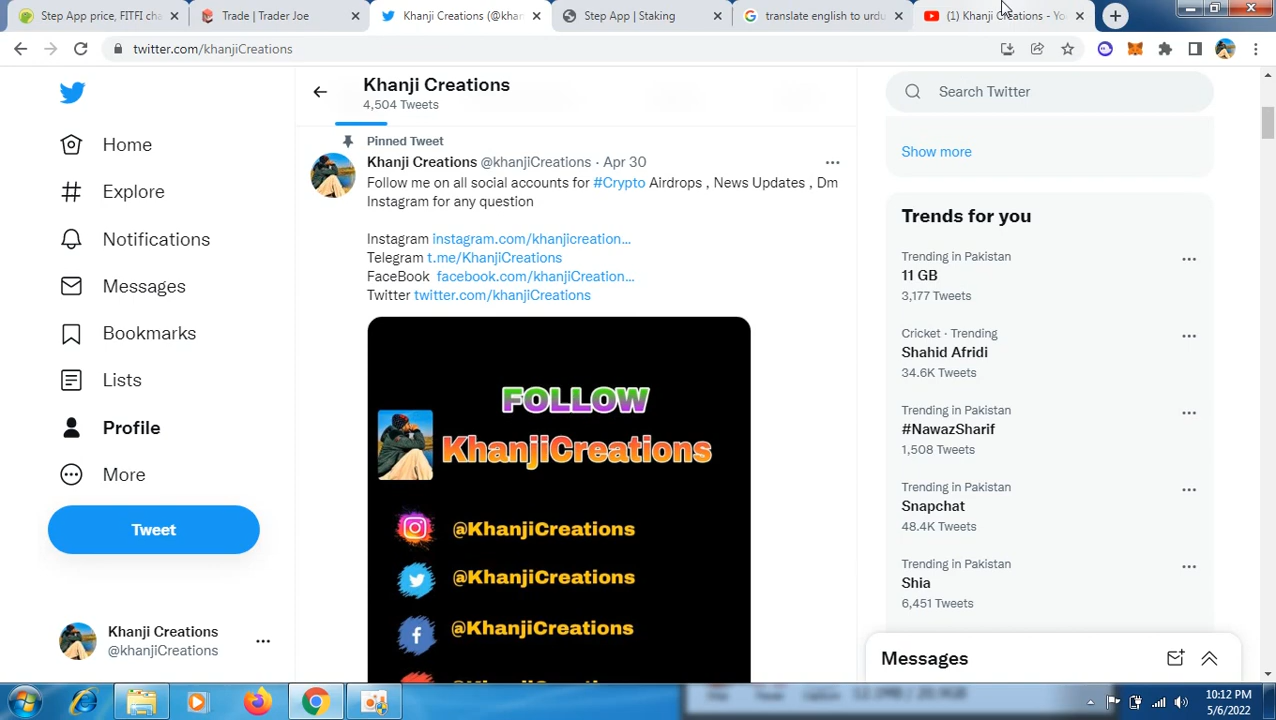 Step App price, FITFI cha
Trade | Trader Joe
Khanji Creations (@khan
Step App | Staking
translate english to urdu
(1) Khanji Creations - Yo
twitter.com/khanjiCreations
Khanji Creations
4,504 Tweets
Search Twitter
Show more
Home
Explore
Notifications
Messages
Bookmarks
Lists
Profile
More
Tweet
Khanji Creations
@khanjiCreations
Pinned Tweet
Khanji Creations @khanjiCreations · Apr 30
Follow me on all social accounts for #Crypto Airdrops , News Updates , Dm
Instagram for any question
Instagram instagram.com/khanjicreation...
Telegram t.me/KhanjiCreations
FaceBook facebook.com/khanjiCreation...
Twitter twitter.com/khanjiCreations
FOLLOW
KhanjiCreations
@KhanjiCreations
@KhanjiCreations
@KhanjiCreations
Trends for you
Trending in Pakistan
11 GB
3,177 Tweets
Cricket · Trending
Shahid Afridi
34.6K Tweets
Trending in Pakistan
#NawazSharif
1,508 Tweets
Trending in Pakistan
Snapchat
48.4K Tweets
Trending in Pakistan
Shia
6,451 Tweets
Messages
10:12 PM
5/6/2022